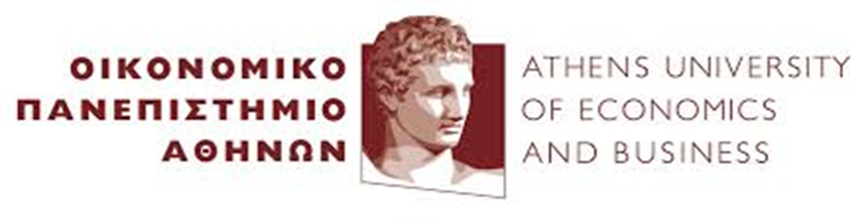 ΟΙΚΟΝΟΜΙΚΟ
ΠΑΝΕΠΙΣΤΗΜΙΟ
ΑΘΗΝΩΝ
ATHENS UNIVERSITY
OF ECONOMICS
AND BUSINESS